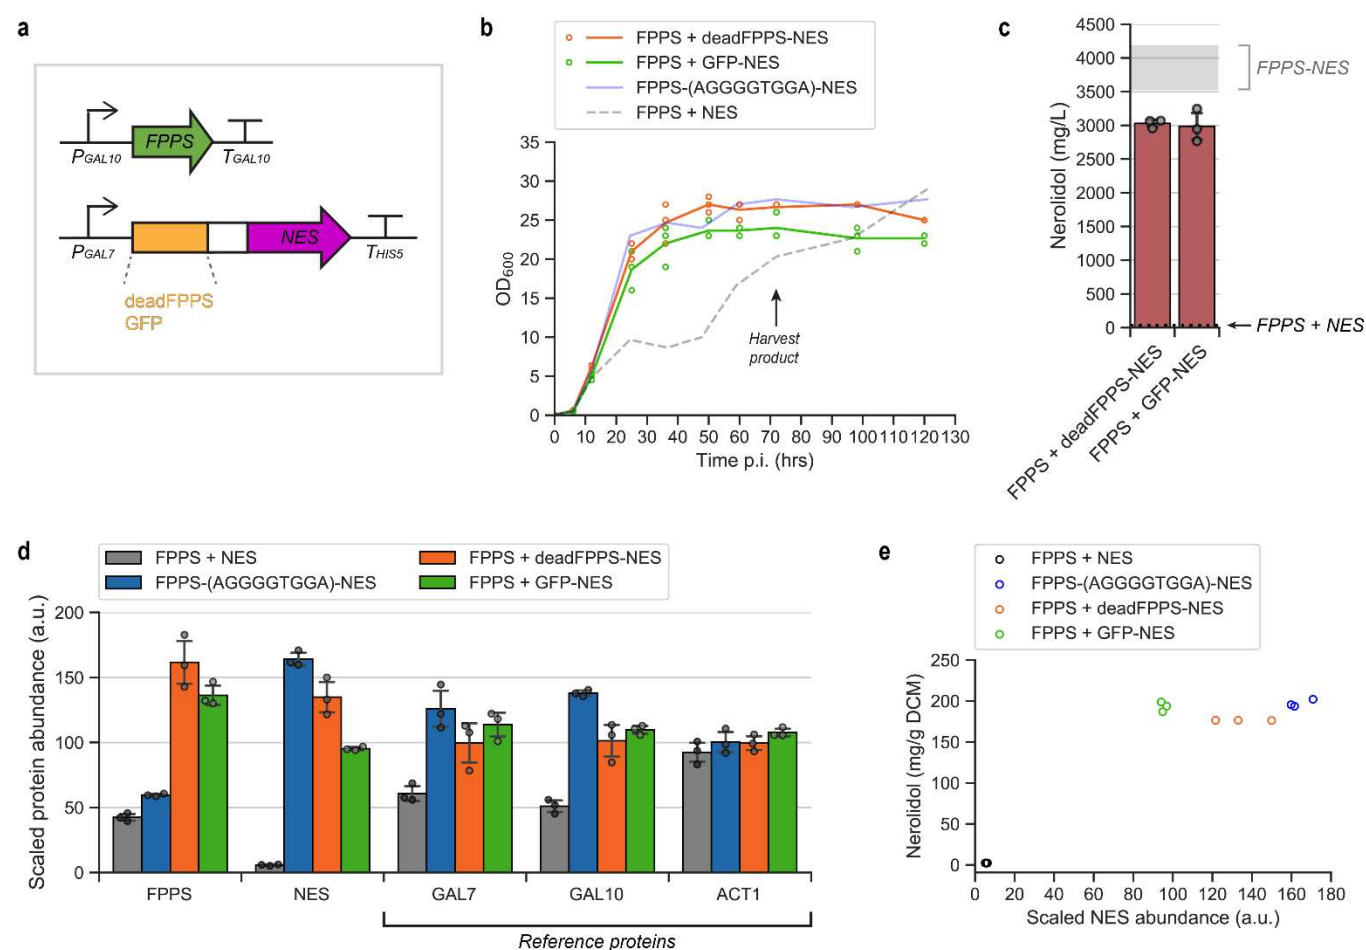 a
PGAL10
FPPS
TGAL10
PGAL7
NES
THIS5
deadFPPS
GFP
b
FPPS + deadFPPS-NES
FPPS + GFP-NES
FPPS-(AGGGGTGGA)-NES
FPPS + NES
OD600
35
30
25
20
15
10
5
0
Harvest
product
0 10 20 30 40 50 60 70 80 90 100 110 120 130
Time p.i. (hrs)
c
Nerolidol (mg/L)
4500
4000
3500
3000
2500
2000
1500
1000
500
0
FPPS-NES
FPPS + NES
FPPS + deadFPPS-NES
FPPS + GFP-NES
d
FPPS + NES
FPPS-(AGGGGTGGA)-NES
FPPS + deadFPPS-NES
FPPS + GFP-NES
Scaled protein abundance (a.u.)
200
150
100
50
0
FPPS NES GAL7 GAL10 ACT1
Reference proteins
e
FPPS + NES
FPPS-(AGGGGTGGA)-NES
FPPS + deadFPPS-NES
FPPS + GFP-NES
Nerolidol (mg/g DCM)
250
200
150
100
50
0
0 20 40 60 80 100 120 140 160 180
Scaled NES abundance (a.u.)